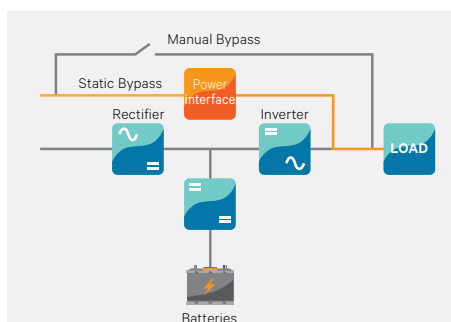 Manual Bypass
Static Bypass
Power
interface
Rectifier
Inverter
LOAD
Batteries